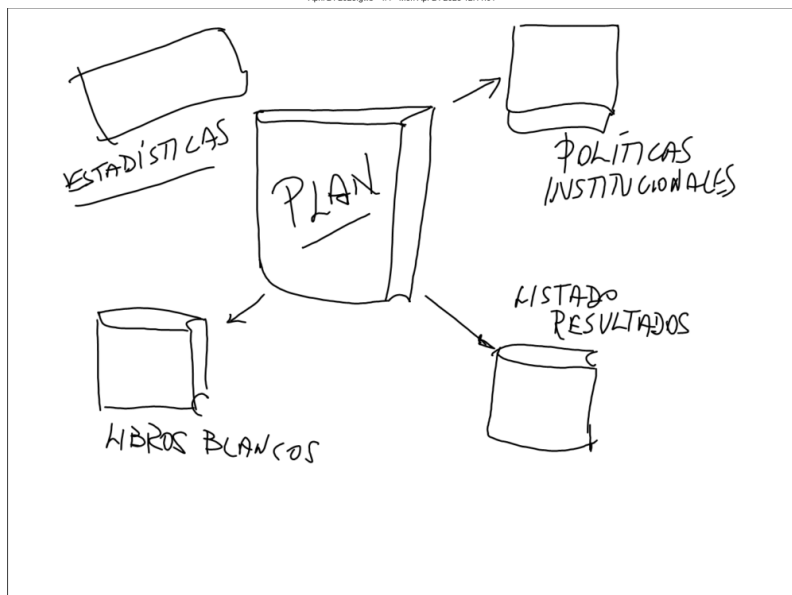 ESTADÍSTICAS
PLAN
POLÍTICAS
INSTITUCIONALES
LISTADO
RESULTADOS
LIBROS BLANCOS